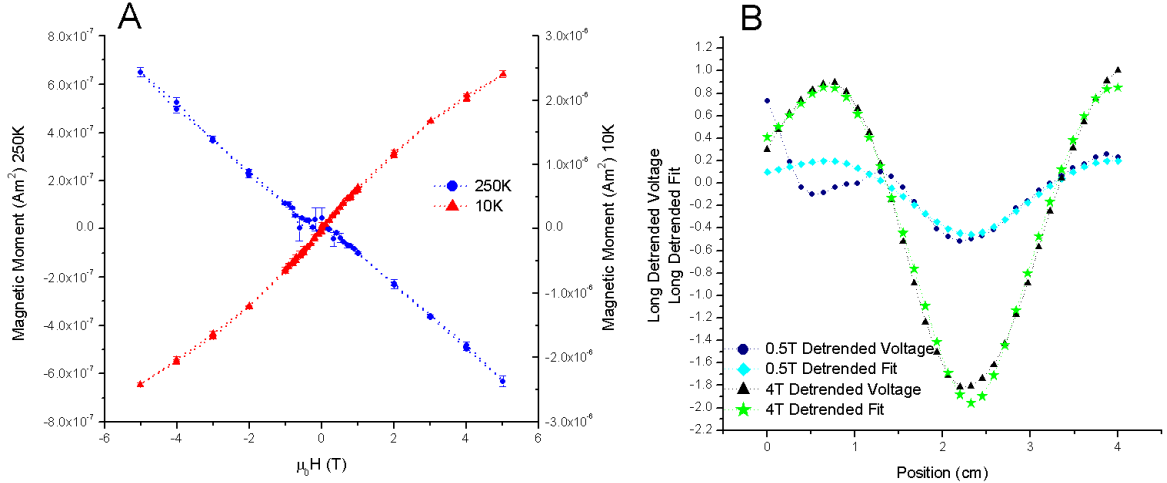 A
8.0x10⁻⁷
6.0x10⁻⁷
4.0x10⁻⁷
2.0x10⁻⁷
0.0
-2.0x10⁻⁷
-4.0x10⁻⁷
-6.0x10⁻⁷
-8.0x10⁻⁷
Magnetic Moment (Am²) 250K
3.0x10⁻⁶
2.0x10⁻⁶
1.0x10⁻⁶
0.0
-1.0x10⁻⁶
-2.0x10⁻⁶
-3.0x10⁻⁶
Magnetic Moment (Am²) 10K
250K
10K
-6 -4 -2 0 2 4 6
μ₀H (T)
B
1.2
1.0
0.8
0.6
0.4
0.2
0.0
-0.2
-0.4
-0.6
-0.8
-1.0
-1.2
-1.4
-1.6
-1.8
-2.0
-2.2
Long Detrended Voltage
Long Detrended Fit
0.5T Detrended Voltage
0.5T Detrended Fit
4T Detrended Voltage
4T Detrended Fit
0 1 2 3 4
Position (cm)